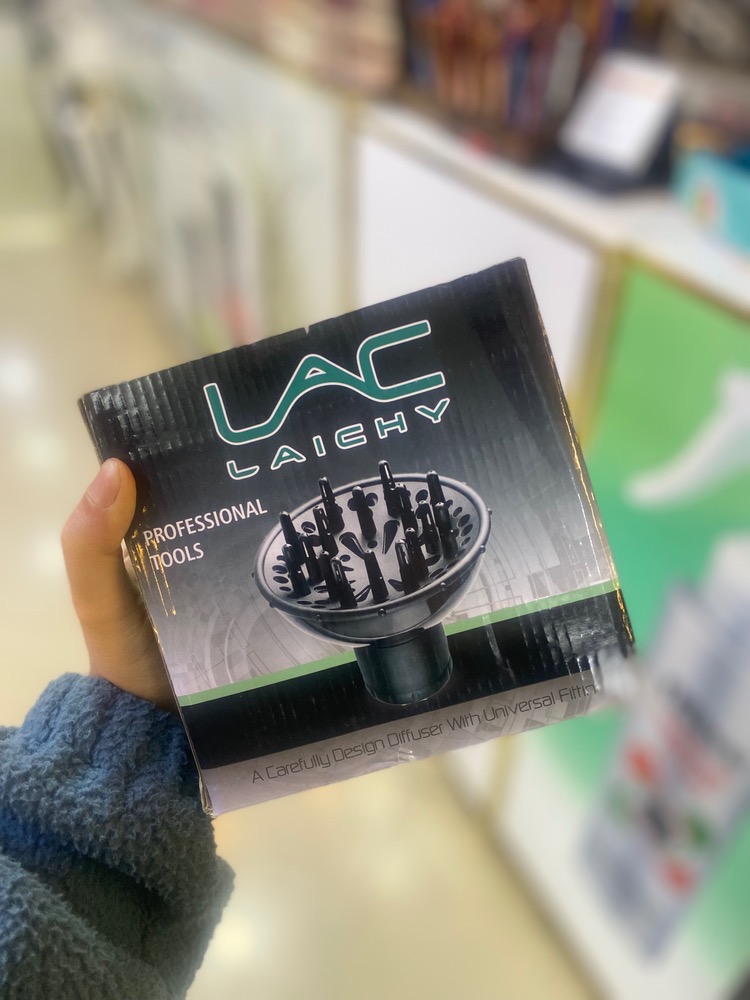 LAC
LAICHY
PROFESSIONAL
TOOLS
A Carefully Design Diffuser With Universal Fitting